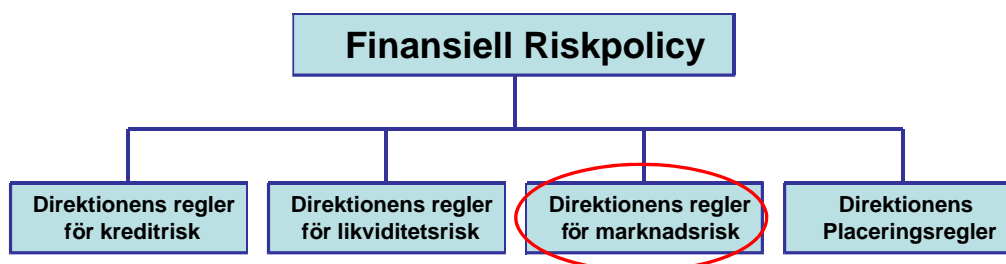 Finansiell Riskpolicy
Direktionens regler
för kreditrisk
Direktionens regler
för likviditetsrisk
Direktionens regler
för marknadsrisk
Direktionens
Placeringsregler